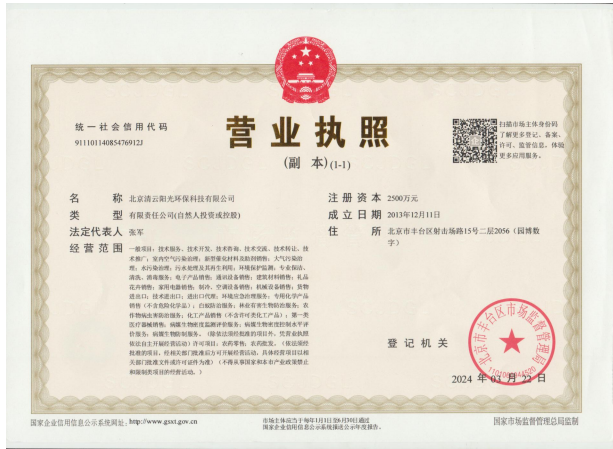 统一社会信用代码
91110114085476912J
营业执照
(副 本)(1-1)
扫描市场主体身份码
了解更多登记、备案、
许可、监管信息，体验
更多应用服务。
名 称 北京清云阳光环保科技有限公司
类 型 有限责任公司(自然人投资或控股)
法定代表人 张军
经营范围 一般项目：技术服务、技术开发、技术咨询、技术交流、技术转让、技
术推广；室内空气污染治理；新型催化材料及助剂销售；大气污染治
理；水污染治理；污水处理及其再生利用；环境保护监测；专业保洁、
清洗、消毒服务；电子产品销售；通讯设备销售；建筑材料销售；礼品
花卉销售；家用电器销售；制冷、空调设备销售；机械设备销售；货物
进出口；技术进出口；进出口代理；环境应急治理服务；专用化学产品
销售（不含危险化学品）；白蚁防治服务；林业有害生物防治服务；农
作物病虫害防治服务；化工产品销售（不含许可类化工产品）；第一类
医疗器械销售；病媒生物密度监测评价服务；病媒生物密度控制水平评
价服务；病媒生物防制服务。（除依法须经批准的项目外，凭营业执照
依法自主开展经营活动）许可项目：农药零售；农药批发。（依法须经
批准的项目，经相关部门批准后方可开展经营活动，具体经营项目以相
关部门批准文件或许可证件为准）（不得从事国家和本市产业政策禁止
和限制类项目的经营活动。）
注册资本 2500万元
成立日期 2013年12月11日
住 所 北京市丰台区射击场路15号二层2056（园博数
字）
登记机关
北京市丰台区市场监督管理局
2024 年 03 月 22 日
国家企业信用信息公示系统网址：http://www.gsxt.gov.cn
市场主体应当于每年1月1日至6月30日通过
国家企业信用信息公示系统报送公示年度报告。
国家市场监督管理总局监制